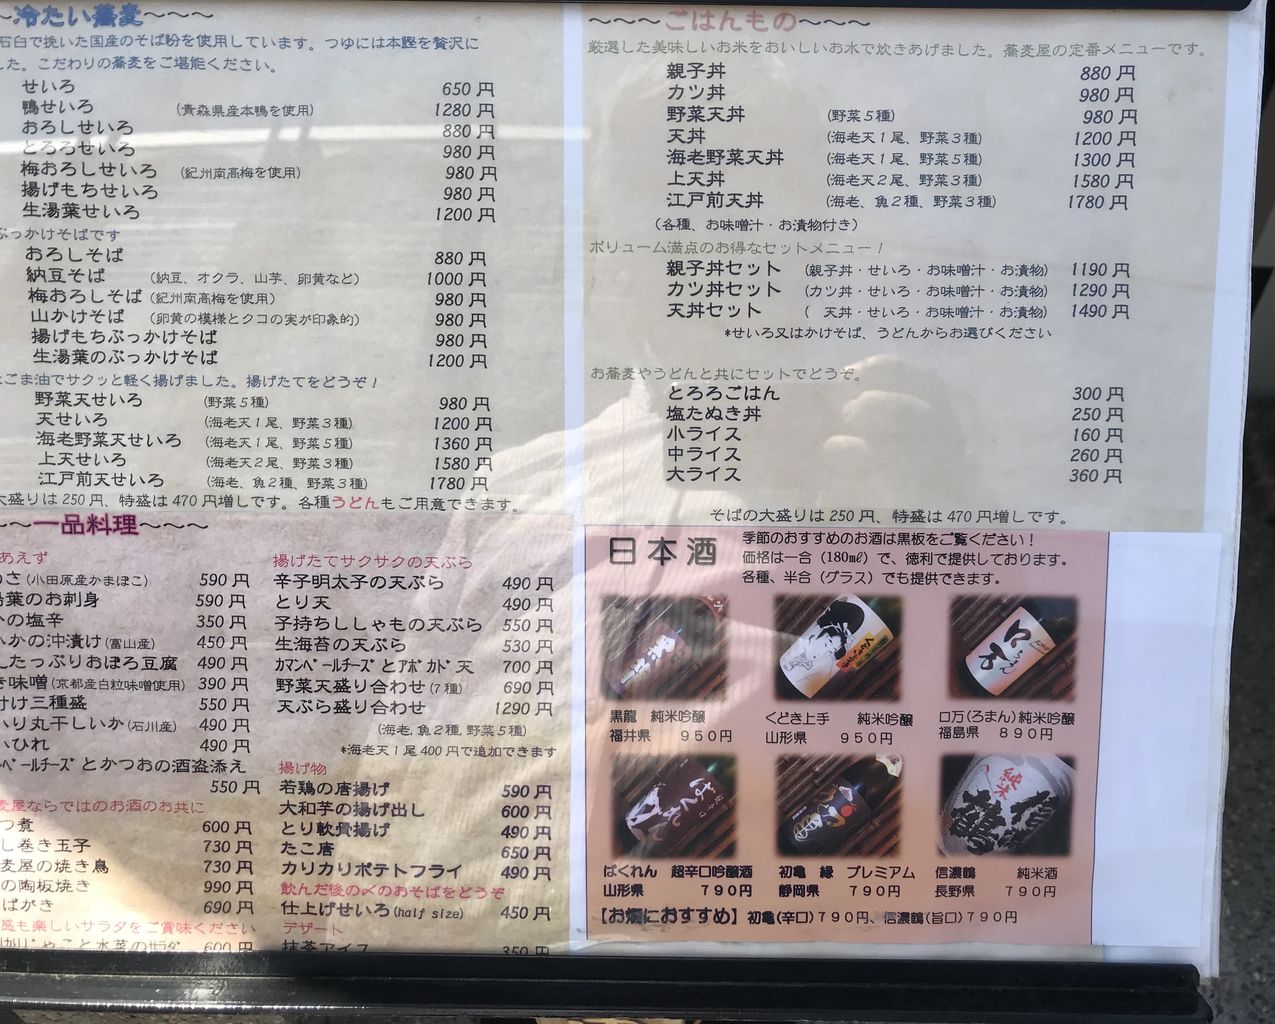 ～冷たい蕎麦～～～
石臼で挽いた国産のそば粉を使用しています。つゆには本鰹を贅沢に
した。こだわりの蕎麦をご堪能ください。
せいろ 650円
鴨せいろ (青森県産本鴨を使用) 1280円
おろしせいろ 880円
とろろせいろ 980円
梅おろしせいろ (紀州南高梅を使用) 980円
揚げもちせいろ 980円
生湯葉せいろ 1200円
ぶっかけそばです
おろしそば 880円
納豆そば (納豆、オクラ、山芋、卵黄など) 1000円
梅おろしそば (紀州南高梅を使用) 980円
山かけそば (卵黄の模様とクコの実が印象的) 980円
揚げもちぶっかけそば 980円
生湯葉のぶっかけそば 1200円
ごま油でサクッと軽く揚げました。揚げたてをどうぞ！
野菜天せいろ (野菜５種) 980円
天せいろ (海老天１尾、野菜３種) 1200円
海老野菜天せいろ (海老天１尾、野菜５種) 1360円
上天せいろ (海老天２尾、野菜３種) 1580円
江戸前天せいろ (海老、魚２種、野菜３種) 1780円
大盛りは250円、特盛は470円増しです。各種うどんもご用意できます。
～～～ごはんもの～～～
厳選した美味しいお米をおいしいお水で炊きあげました。蕎麦屋の定番メニューです。
親子丼 880円
カツ丼 980円
野菜天丼 (野菜５種) 980円
天丼 (海老天１尾、野菜３種) 1200円
海老野菜天丼 (海老天１尾、野菜５種) 1300円
上天丼 (海老天２尾、野菜３種) 1580円
江戸前天丼 (海老、魚２種、野菜３種) 1780円
(各種、お味噌汁・お漬物付き)
ボリューム満点のお得なセットメニュー！
親子丼セット (親子丼・せいろ・お味噌汁・お漬物) 1190円
カツ丼セット (カツ丼・せいろ・お味噌汁・お漬物) 1290円
天丼セット ( 天丼・せいろ・お味噌汁・お漬物) 1490円
*せいろ又はかけそば、うどんからお選びください
お蕎麦やうどんと共にセットでどうぞ。
とろろごはん 300円
塩たぬき丼 250円
小ライス 160円
中ライス 260円
大ライス 360円
そばの大盛りは250円、特盛は470円増しです。
～～一品料理～～～
あえず
さ(小田原産かまぼこ) 590円
湯葉のお刺身 590円
の塩辛 350円
かの沖漬け(富山産) 450円
たっぷりおぼろ豆腐 490円
き味噌(京都産白粒味噌使用) 390円
け三種盛 550円
り丸干しいか(石川産) 490円
ひれ 490円
ﾍﾞｰﾙﾁｰｽﾞとかつおの酒盗添え
550円
麦屋ならではのお酒のお共に
つ煮 600円
し巻き玉子 730円
麦屋の焼き鳥 730円
の陶板焼き 990円
ばがき 690円
盛も楽しいサラダをご賞味ください
じゃこと水菜のｻﾗﾀﾞ 600円
揚げたてサクサクの天ぷら
辛子明太子の天ぷら 490円
とり天 490円
子持ちししゃもの天ぷら 550円
生海苔の天ぷら 530円
ｶﾏﾝﾍﾞｰﾙﾁｰｽﾞとｱﾎﾞｶﾄﾞ天 700円
野菜天盛り合わせ(7種) 690円
天ぷら盛り合わせ 1290円
(海老,魚２種,野菜５種)
*海老天１尾400円で追加できます
揚げ物
若鶏の唐揚げ 590円
大和芋の揚げ出し 600円
とり軟骨揚げ 490円
たこ唐 650円
カリカリポテトフライ 490円
飲んだ後の〆のおそばをどうぞ
仕上げせいろ(half size) 450円
デザート
抹茶アイス 350円
日本酒
季節のおすすめのお酒は黒板をご覧ください！
価格は一合（180㎖）で、徳利で提供しております。
各種、半合（グラス）でも提供できます。
黒龍 純米吟醸
福井県 ９５０円
くどき上手 純米吟醸
山形県 ９５０円
ロ万(ろまん)純米吟醸
福島県 ８９０円
ばくれん 超辛口吟醸酒
山形県 ７９０円
初亀 縁 プレミアム
静岡県 ７９０円
信濃鶴 純米酒
長野県 ７９０円
【お燗におすすめ】初亀(辛口)７９０円、信濃鶴(旨口)７９０円